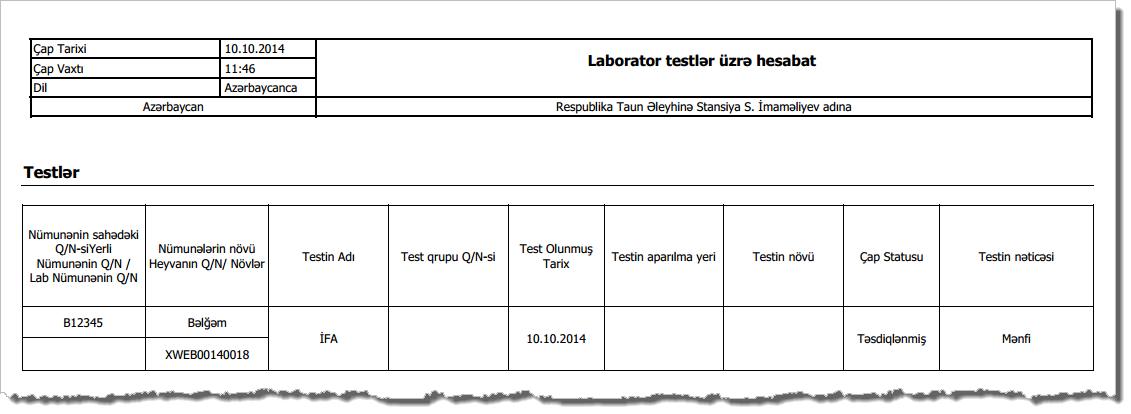 Çap Tarixi 10.10.2014
Laborator testlər üzrə hesabat
Çap Vaxtı 11:46
Dil Azərbaycanca
Azərbaycan Respublika Taun Əleyhinə Stansiya S. İmaməliyev adına
Testlər
Nümunənin sahədəki
Q/N-siYerli
Nümunənin Q/N /
Lab Nümunənin Q/N
Nümunələrin növü
Heyvanın Q/N/ Növlər
Testin Adı
Test qrupu Q/N-si
Test Olunmuş
Tarix
Testin aparılma yeri
Testin növü
Çap Statusu
Testin nəticəsi
B12345 Bəlğəm
İFA 10.10.2014 Təsdiqlənmiş Mənfi
XWEB00140018